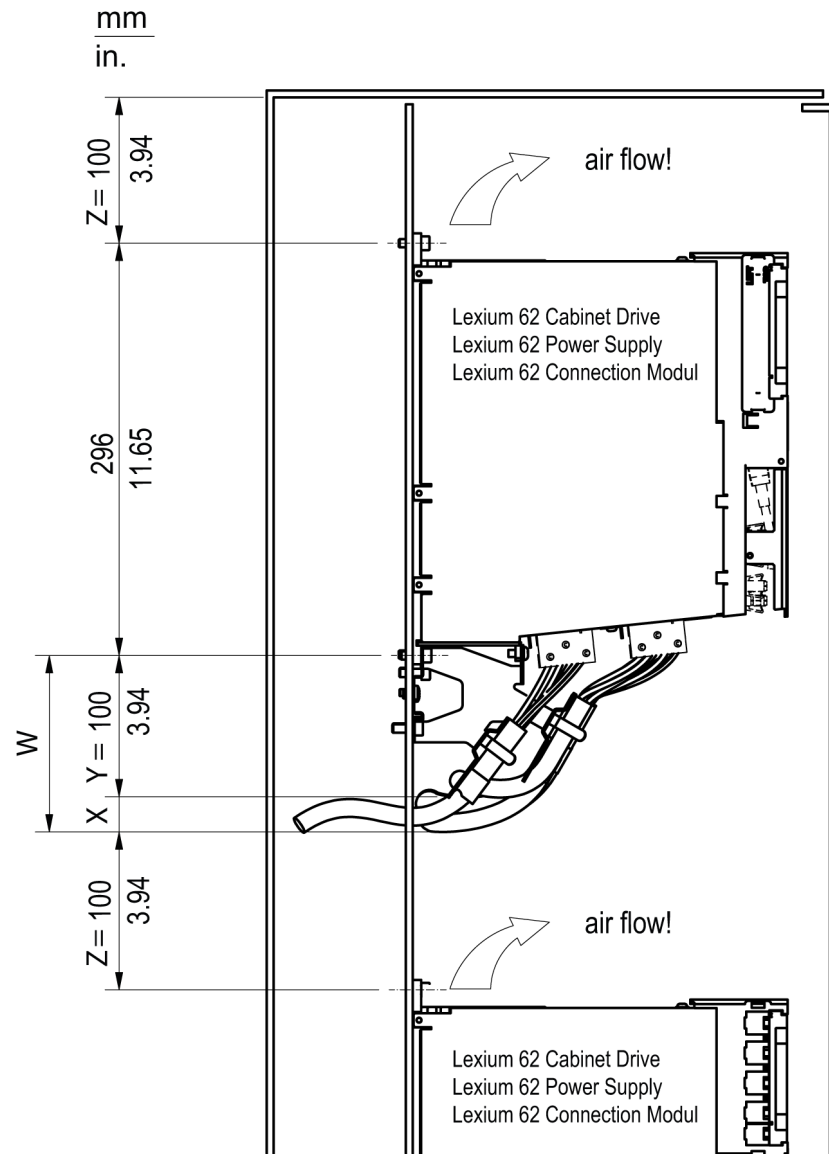 mm
in.
Z = 100
3.94
air flow!
Lexium 62 Cabinet Drive
Lexium 62 Power Supply
Lexium 62 Connection Modul
296
11.65
W
Y = 100
3.94
X
Z = 100
3.94
air flow!
Lexium 62 Cabinet Drive
Lexium 62 Power Supply
Lexium 62 Connection Modul